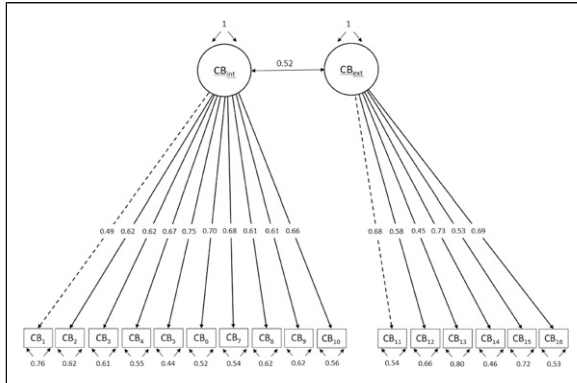 1 1
CB_int 0.52 CB_ext
0.49 0.62 0.62 0.67 0.75 0.70 0.68 0.61 0.61 0.66 0.68 0.58 0.45 0.73 0.53 0.69
CB₁ CB₂ CB₃ CB₄ CB₅ CB₆ CB₇ CB₈ CB₉ CB₁₀ CB₁₁ CB₁₂ CB₁₃ CB₁₄ CB₁₅ CB₁₆
0.76 0.62 0.61 0.55 0.44 0.52 0.54 0.62 0.62 0.56 0.54 0.66 0.80 0.46 0.72 0.53